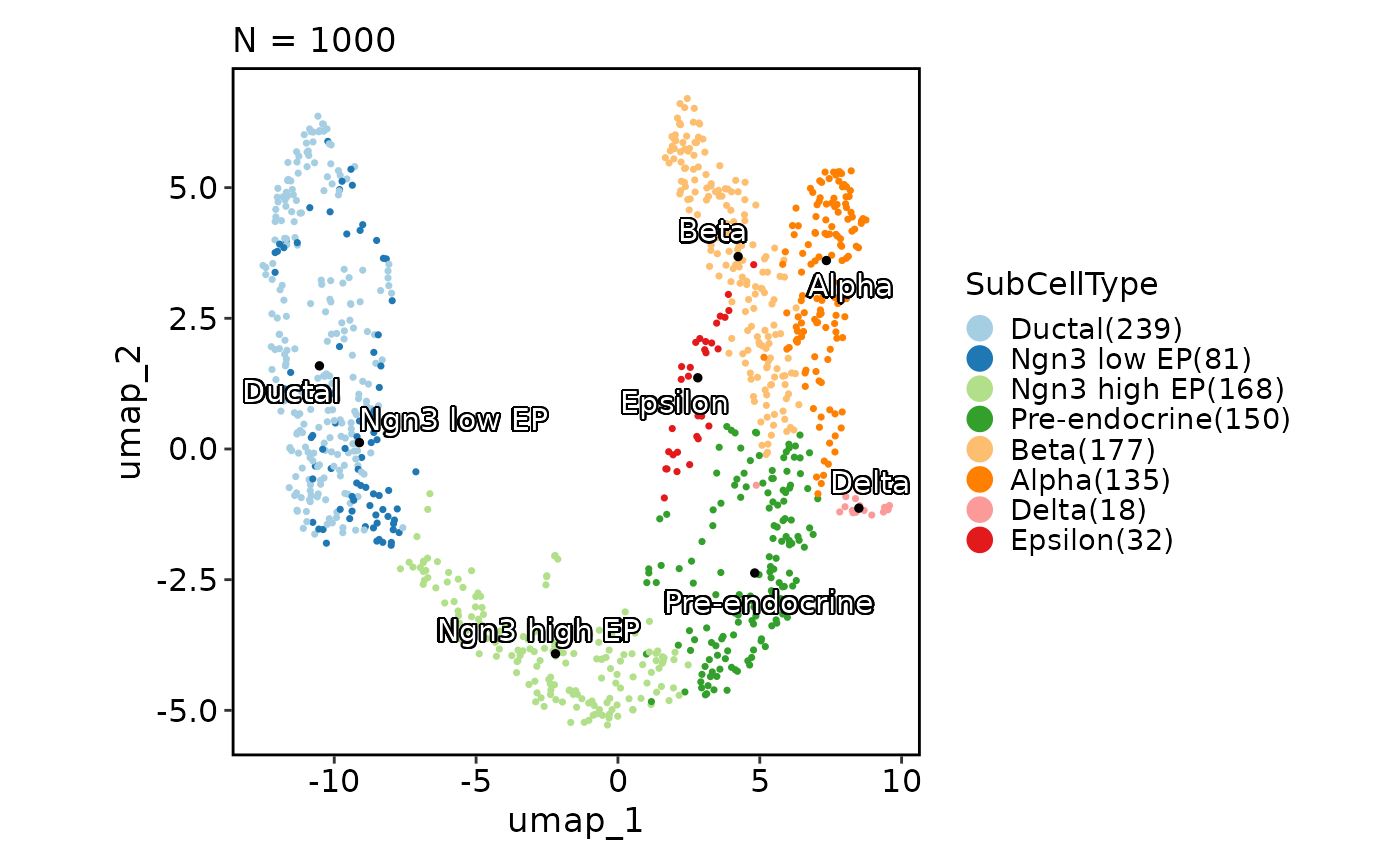 N = 1000
5.0
2.5
0.0
-2.5
-5.0
umap_2
Beta
Alpha
Ductal
Epsilon
Ngn3 low EP
Delta
Pre-endocrine
Ngn3 high EP
-10
-5
0
5
10
umap_1
SubCellType
Ductal(239)
Ngn3 low EP(81)
Ngn3 high EP(168)
Pre-endocrine(150)
Beta(177)
Alpha(135)
Delta(18)
Epsilon(32)